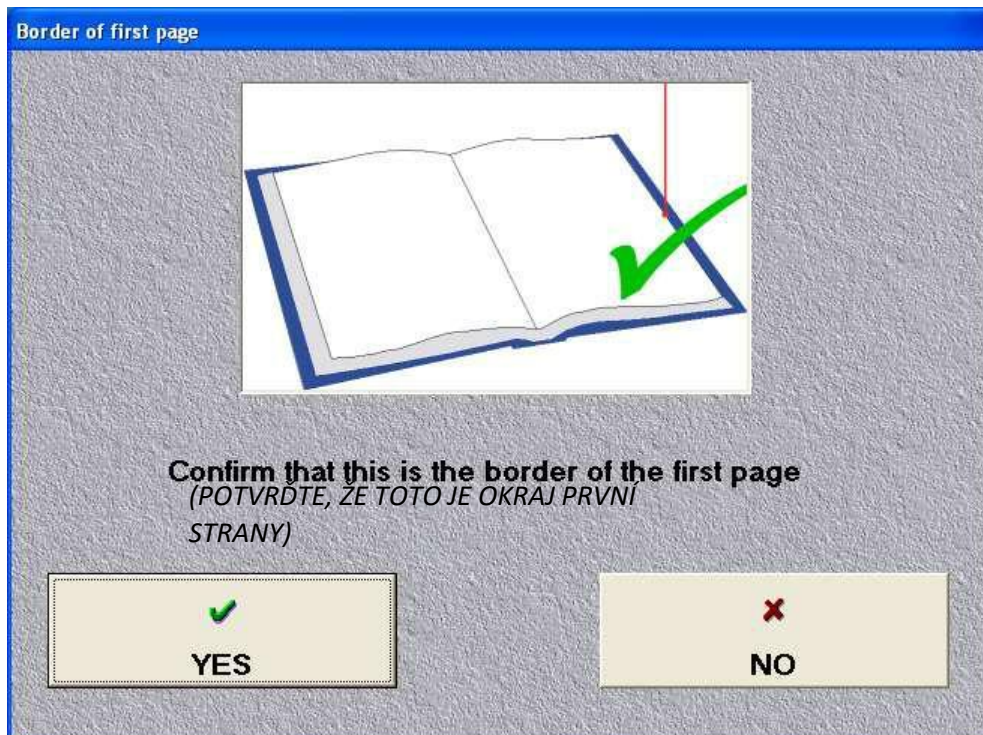 Border of first page
Confirm that this is the border of the first page
(POTVRĎTE, ŽE TOTO JE OKRAJ PRVNÍ
STRANY)
YES
NO